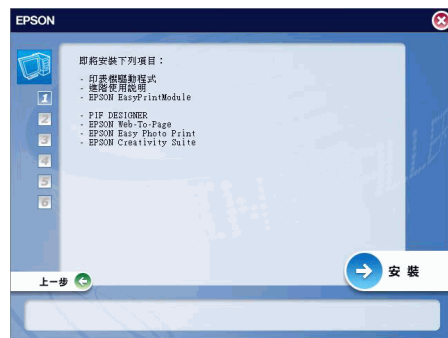 EPSON
即將安裝下列項目：
- 印表機驅動程式
- 進階使用說明
- EPSON EasyPrintModule
- PIF DESIGNER
- EPSON Web-To-Page
- EPSON Easy Photo Print
- EPSON Creativity Suite
1
2
3
4
5
6
上一步
安裝